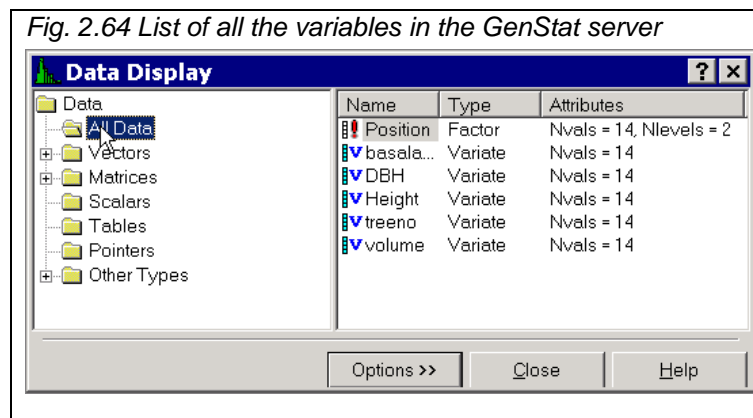 Fig. 2.64 List of all the variables in the GenStat server
Data Display
Data
All Data
Vectors
Matrices
Scalars
Tables
Pointers
Other Types
Name Type Attributes
Position Factor Nvals = 14, Nlevels = 2
basala... Variate Nvals = 14
DBH Variate Nvals = 14
Height Variate Nvals = 14
treeno Variate Nvals = 14
volume Variate Nvals = 14
Options >> Close Help